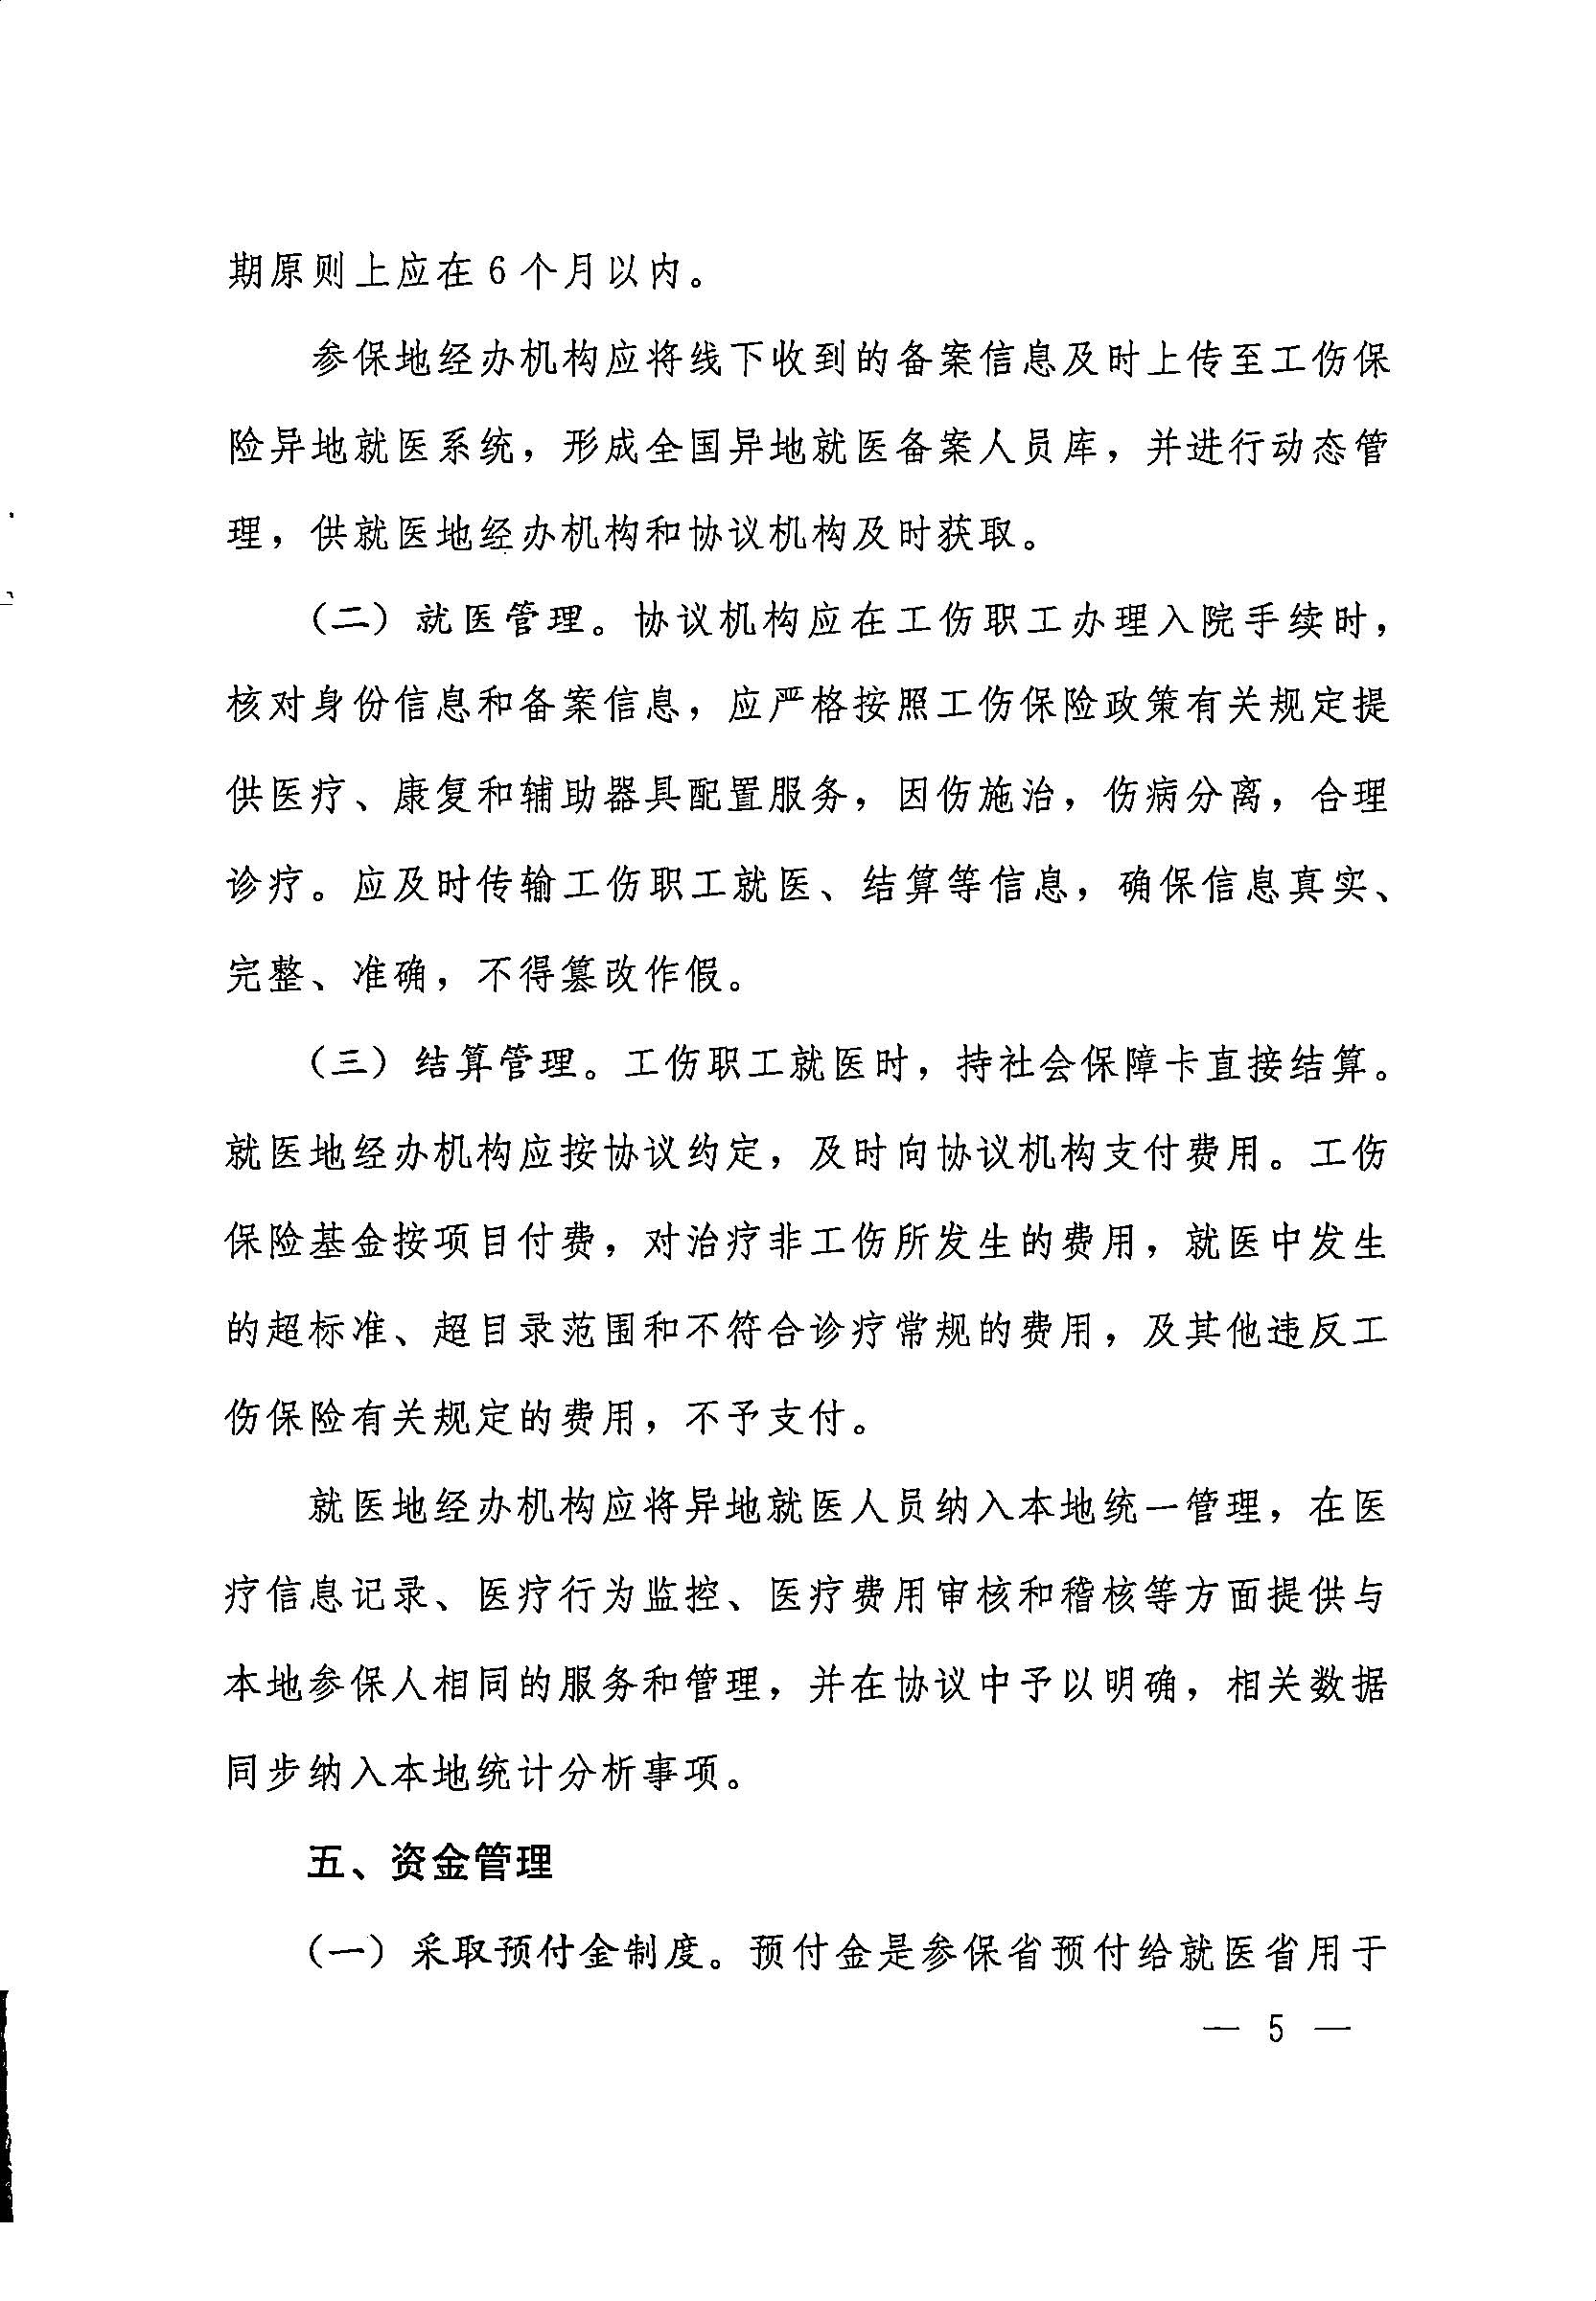 期原则上应在6个月以内。
参保地经办机构应将线下收到的备案信息及时上传至工伤保
险异地就医系统，形成全国异地就医备案人员库，并进行动态管
理，供就医地经办机构和协议机构及时获取。
（二）就医管理。协议机构应在工伤职工办理入院手续时，
核对身份信息和备案信息，应严格按照工伤保险政策有关规定提
供医疗、康复和辅助器具配置服务，因伤施治，伤病分离，合理
诊疗。应及时传输工伤职工就医、结算等信息，确保信息真实、
完整、准确，不得篡改作假。
（三）结算管理。工伤职工就医时，持社会保障卡直接结算。
就医地经办机构应按协议约定，及时向协议机构支付费用。工伤
保险基金按项目付费，对治疗非工伤所发生的费用，就医中发生
的超标准、超目录范围和不符合诊疗常规的费用，及其他违反工
伤保险有关规定的费用，不予支付。
就医地经办机构应将异地就医人员纳入本地统一管理，在医
疗信息记录、医疗行为监控、医疗费用审核和稽核等方面提供与
本地参保人相同的服务和管理，并在协议中予以明确，相关数据
同步纳入本地统计分析事项。
五、资金管理
（一）采取预付金制度。预付金是参保省预付给就医省用于
— 5 —